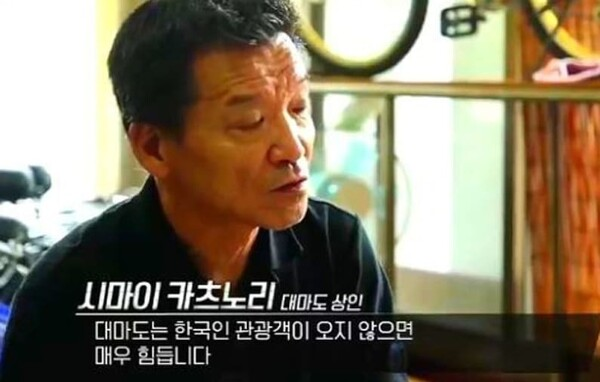 시마이 캬츠노리 대마도 상인
대마도는 한국인 관광객이 오지 않으면
매우 힘듭니다